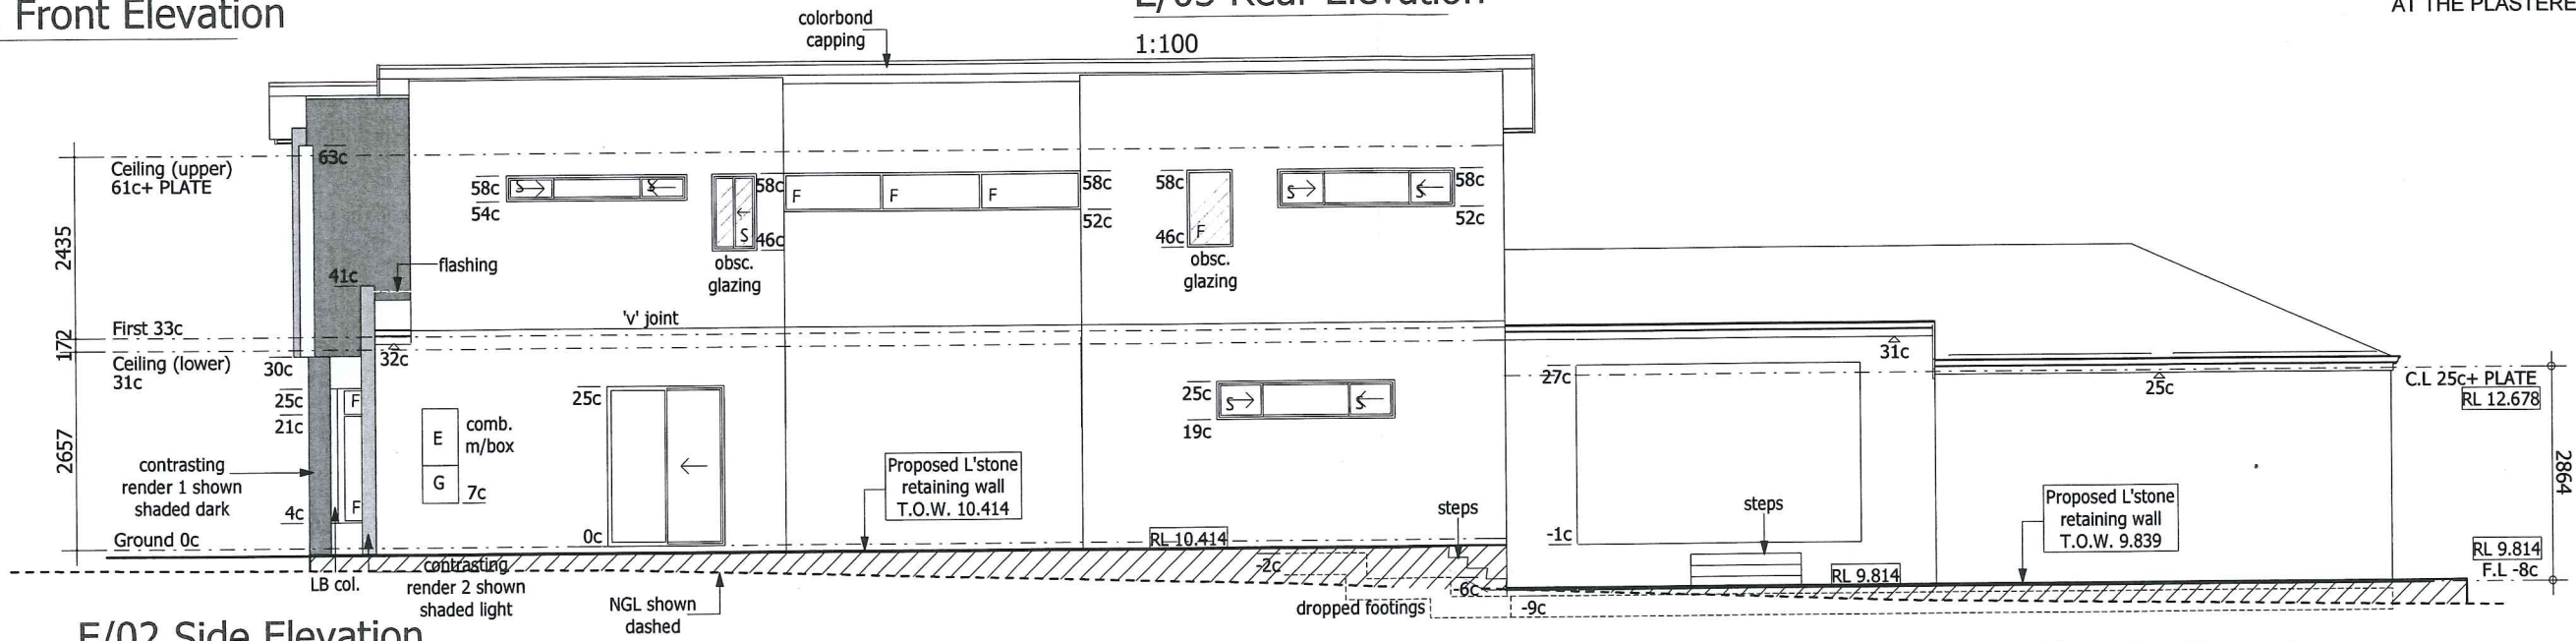 Front Elevation
E/03 Rear Elevation
1:100
AT THE PLASTERE
colorbond
capping
63c
Ceiling (upper)
61c+ PLATE
58c
54c
S
S
S
58c
46c
F
F
F
58c
52c
58c
46c
F
S
S
58c
52c
obsc.
glazing
obsc.
glazing
2435
41c
flashing
First 33c
'v' joint
172
Ceiling (lower)
31c
30c
32c
31c
25c
21c
F
25c
E
G
comb.
m/box
7c
25c
19c
S
S
27c
25c
C.L 25c+ PLATE
RL 12.678
2657
contrasting
render 1 shown
shaded dark
4c
F
Ground 0c
0c
Proposed L'stone
retaining wall
T.O.W. 10.414
RL 10.414
steps
-1c
steps
RL 9.814
Proposed L'stone
retaining wall
T.O.W. 9.839
2864
RL 9.814
F.L -8c
LB col.
contrasting
render 2 shown
shaded light
NGL shown
dashed
-2c
-6c
dropped footings
-9c
E/02 Side Elevation